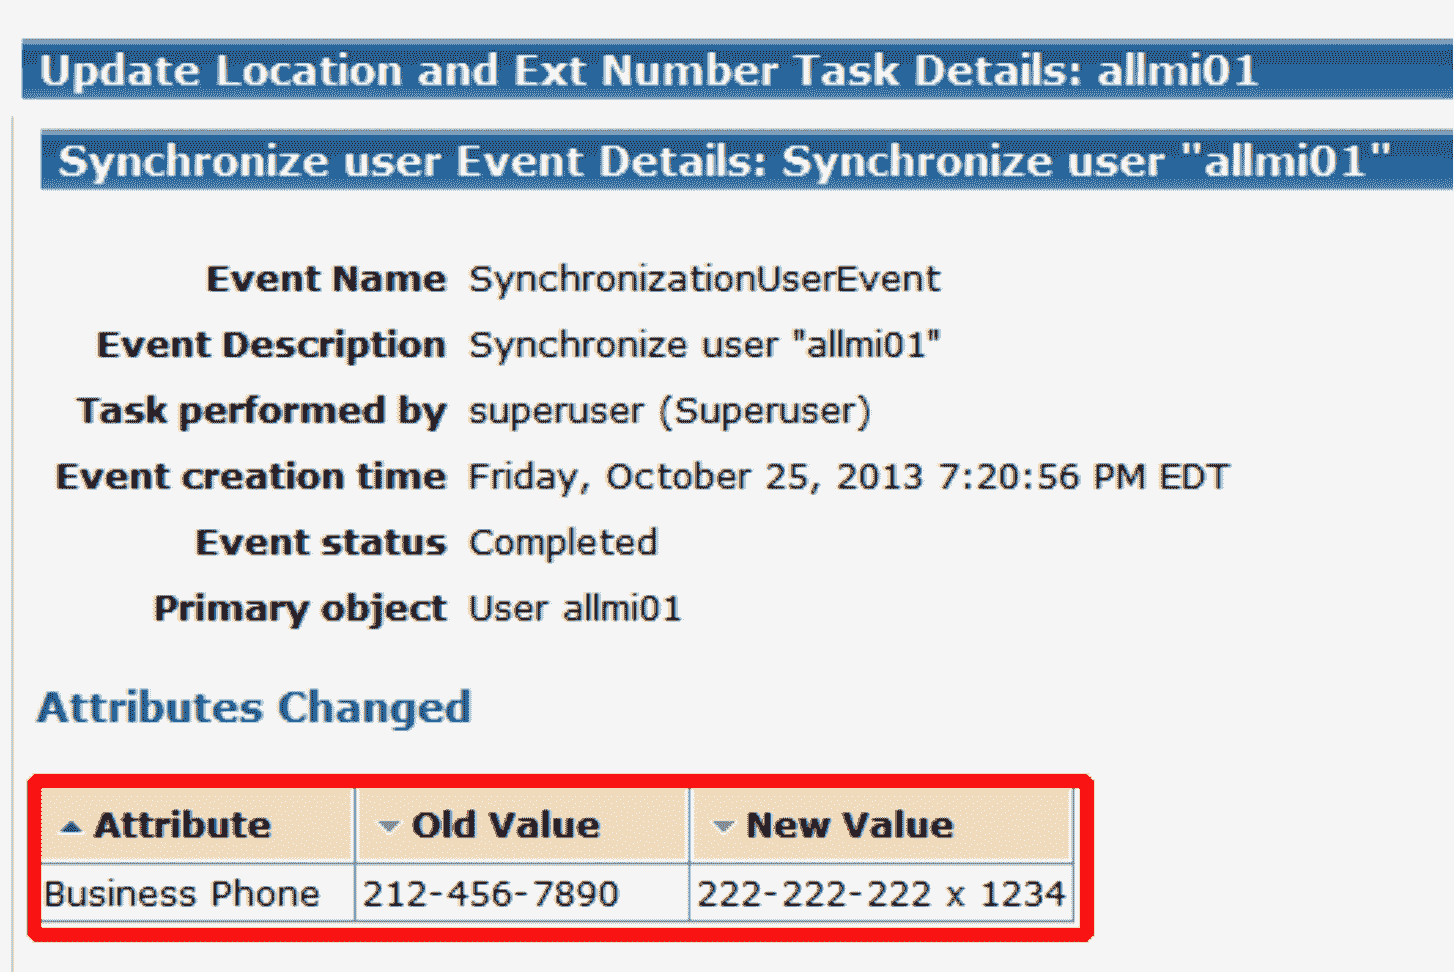 Update Location and Ext Number Task Details: allmi01
Synchronize user Event Details: Synchronize user "allmi01"
Event Name SynchronizationUserEvent
Event Description Synchronize user "allmi01"
Task performed by superuser (Superuser)
Event creation time Friday, October 25, 2013 7:20:56 PM EDT
Event status Completed
Primary object User allmi01
Attributes Changed
Attribute Old Value New Value
Business Phone 212-456-7890 222-222-222 x 1234